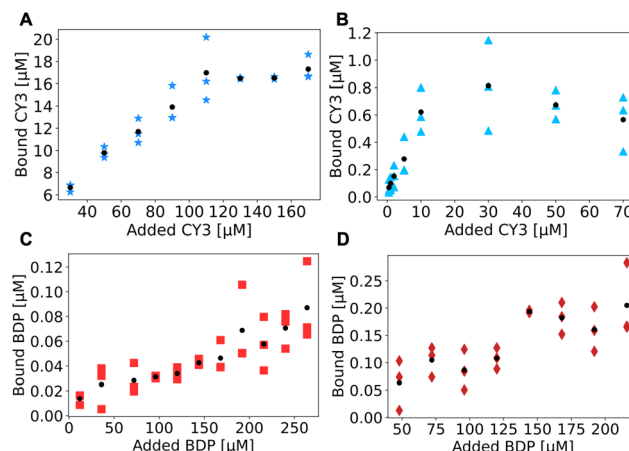 A
20
18
16
14
12
10
8
6
Bound CY3 [µM]
40 60 80 100 120 140 160
Added CY3 [µM]
B
1.2
1.0
0.8
0.6
0.4
0.2
0.0
Bound CY3 [µM]
0 10 20 30 40 50 60 70
Added CY3 [µM]
C
0.12
0.10
0.08
0.06
0.04
0.02
0.00
Bound BDP [µM]
0 50 100 150 200 250
Added BDP [µM]
D
0.25
0.20
0.15
0.10
0.05
0.00
Bound BDP [µM]
50 75 100 125 150 175 200
Added BDP [µM]